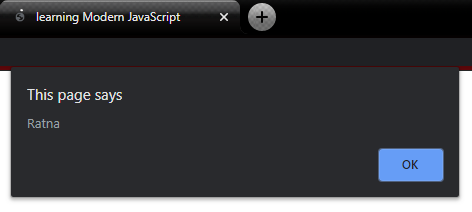 learning Modern JavaScript
This page says
Ratna
OK